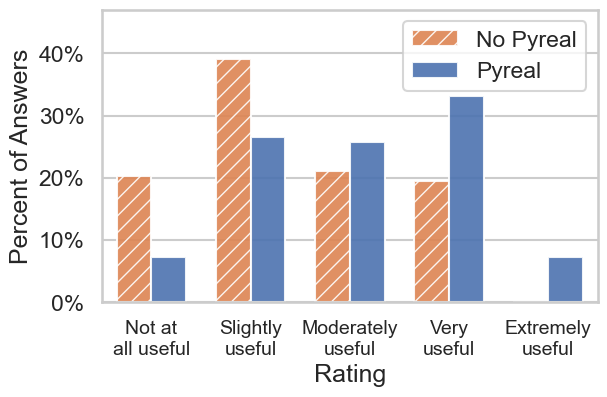 No Pyreal
Pyreal
Percent of Answers
40%
30%
20%
10%
0%
Not at
all useful
Slightly
useful
Moderately
useful
Very
useful
Extremely
useful
Rating